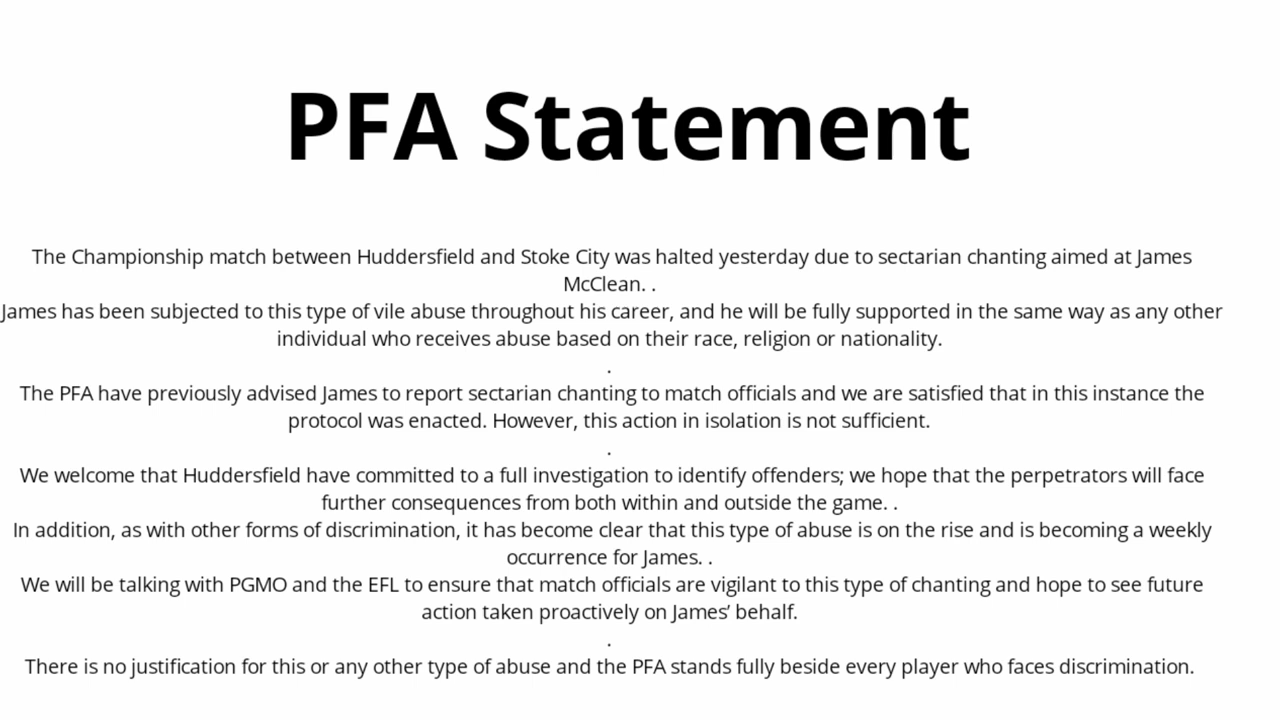 PFA Statement
The Championship match between Huddersfield and Stoke City was halted yesterday due to sectarian chanting aimed at James
McClean. .
James has been subjected to this type of vile abuse throughout his career, and he will be fully supported in the same way as any other
individual who receives abuse based on their race, religion or nationality.
.
The PFA have previously advised James to report sectarian chanting to match officials and we are satisfied that in this instance the
protocol was enacted. However, this action in isolation is not sufficient.
.
We welcome that Huddersfield have committed to a full investigation to identify offenders; we hope that the perpetrators will face
further consequences from both within and outside the game. .
In addition, as with other forms of discrimination, it has become clear that this type of abuse is on the rise and is becoming a weekly
occurrence for James. .
We will be talking with PGMO and the EFL to ensure that match officials are vigilant to this type of chanting and hope to see future
action taken proactively on James’ behalf.
.
There is no justification for this or any other type of abuse and the PFA stands fully beside every player who faces discrimination.